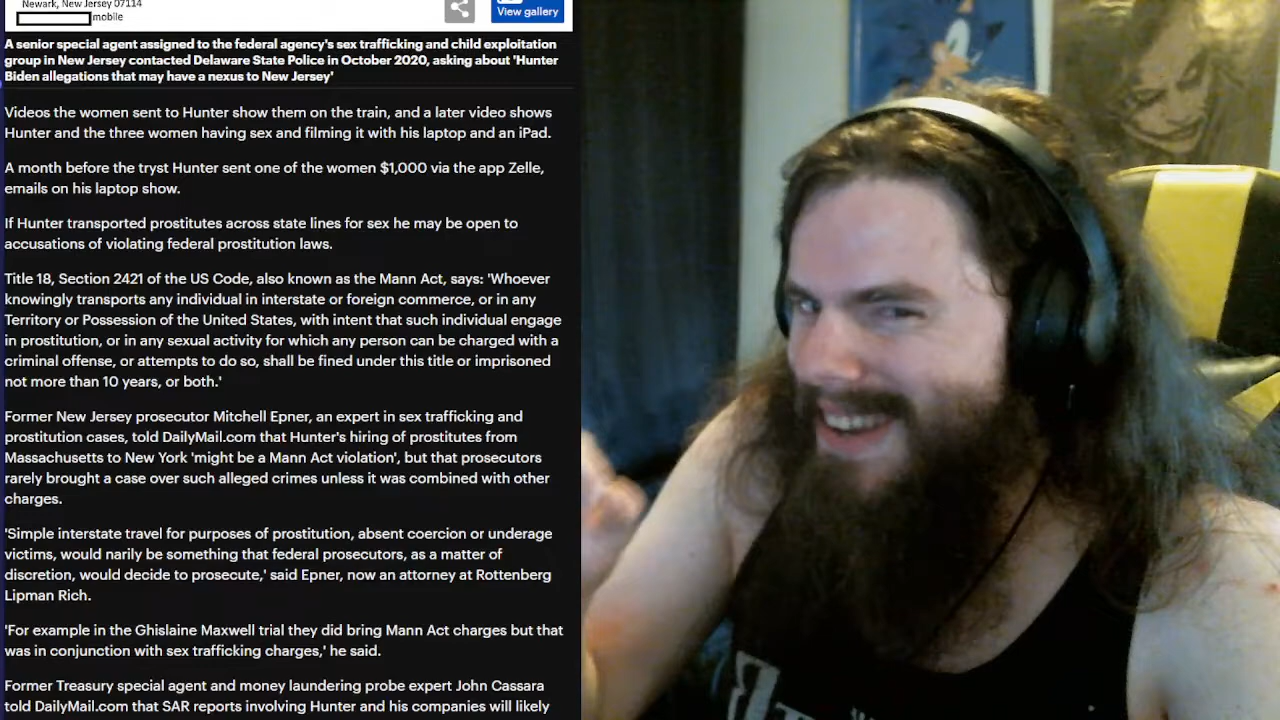 Newark, New Jersey 07114
mobile
View gallery
A senior special agent assigned to the federal agency's sex trafficking and child exploitation
group in New Jersey contacted Delaware State Police in October 2020, asking about 'Hunter
Biden allegations that may have a nexus to New Jersey'
Videos the women sent to Hunter show them on the train, and a later video shows
Hunter and the three women having sex and filming it with his laptop and an iPad.
A month before the tryst Hunter sent one of the women $1,000 via the app Zelle,
emails on his laptop show.
If Hunter transported prostitutes across state lines for sex he may be open to
accusations of violating federal prostitution laws.
Title 18, Section 2421 of the US Code, also known as the Mann Act, says: 'Whoever
knowingly transports any individual in interstate or foreign commerce, or in any
Territory or Possession of the United States, with intent that such individual engage
in prostitution, or in any sexual activity for which any person can be charged with a
criminal offense, or attempts to do so, shall be fined under this title or imprisoned
not more than 10 years, or both.'
Former New Jersey prosecutor Mitchell Epner, an expert in sex trafficking and
prostitution cases, told DailyMail.com that Hunter's hiring of prostitutes from
Massachusetts to New York 'might be a Mann Act violation', but that prosecutors
rarely brought a case over such alleged crimes unless it was combined with other
charges.
'Simple interstate travel for purposes of prostitution, absent coercion or underage
victims, would narily be something that federal prosecutors, as a matter of
discretion, would decide to prosecute,' said Epner, now an attorney at Rottenberg
Lipman Rich.
'For example in the Ghislaine Maxwell trial they did bring Mann Act charges but that
was in conjunction with sex trafficking charges,' he said.
Former Treasury special agent and money laundering probe expert John Cassara
told DailyMail.com that SAR reports involving Hunter and his companies will likely